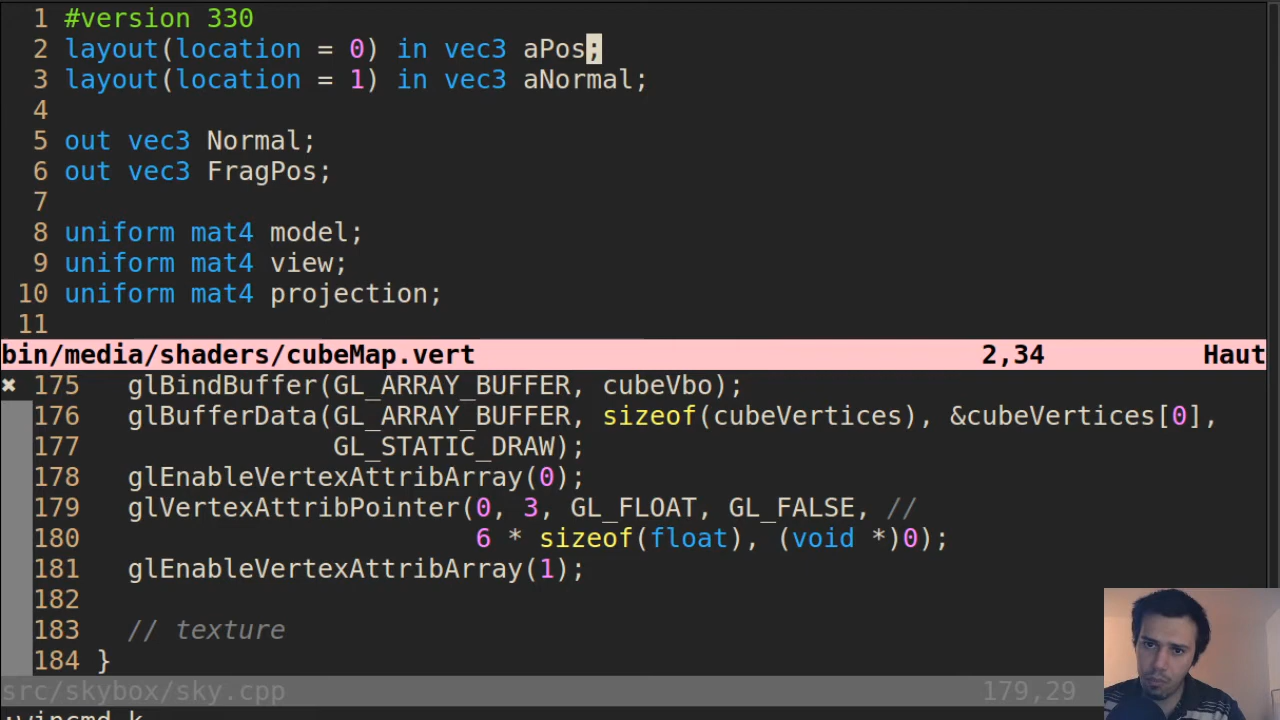 1 #version 330
2 layout(location = 0) in vec3 aPos;
3 layout(location = 1) in vec3 aNormal;
4
5 out vec3 Normal;
6 out vec3 FragPos;
7
8 uniform mat4 model;
9 uniform mat4 view;
10 uniform mat4 projection;
11
bin/media/shaders/cubeMap.vert 2,34 Haut
✖ 175 glBindBuffer(GL_ARRAY_BUFFER, cubeVbo);
176 glBufferData(GL_ARRAY_BUFFER, sizeof(cubeVertices), &cubeVertices[0],
177 GL_STATIC_DRAW);
178 glEnableVertexAttribArray(0);
179 glVertexAttribPointer(0, 3, GL_FLOAT, GL_FALSE, //
180 6 * sizeof(float), (void *)0);
181 glEnableVertexAttribArray(1);
182
183 // texture
184 }
src/skybox/sky.cpp 179,29
:wincmd k